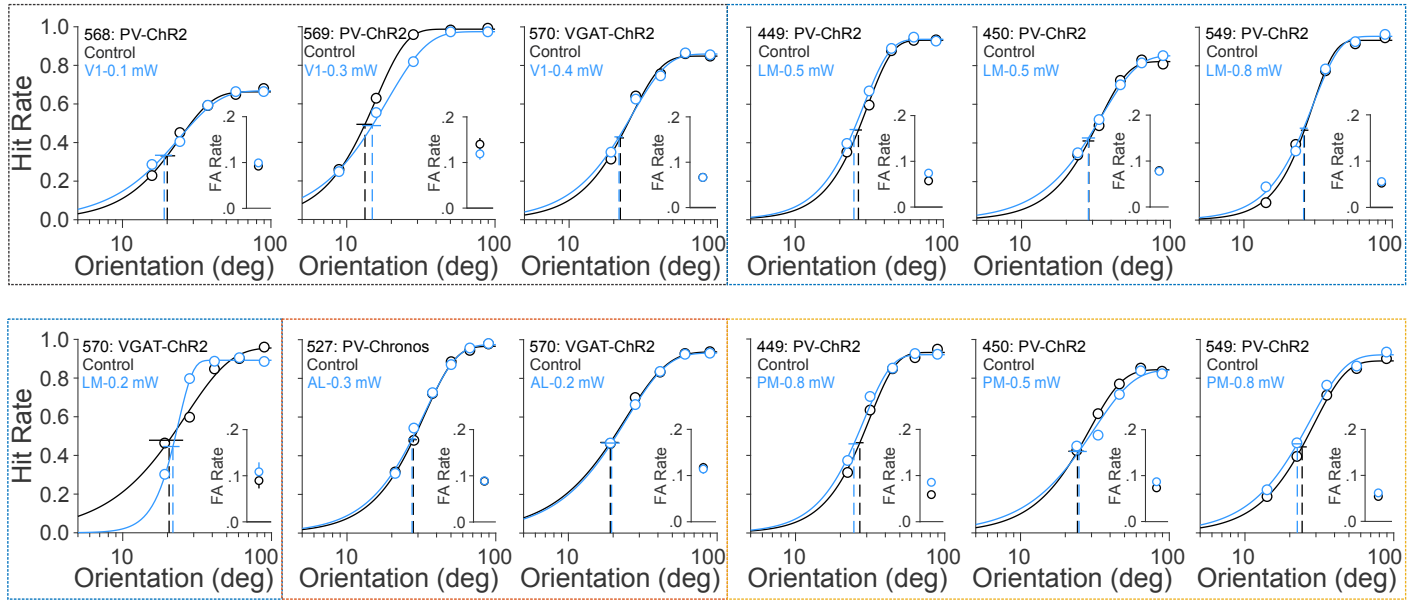 568: PV-ChR2
Control
V1-0.1 mW
569: PV-ChR2
Control
V1-0.3 mW
570: VGAT-ChR2
Control
V1-0.4 mW
449: PV-ChR2
Control
LM-0.5 mW
450: PV-ChR2
Control
LM-0.5 mW
549: PV-ChR2
Control
LM-0.8 mW
Hit Rate
1.0
0.8
0.6
0.4
0.2
0.0
FA Rate
.2
.1
.0
FA Rate
.2
.1
.0
FA Rate
.2
.1
.0
FA Rate
.2
.1
.0
FA Rate
.2
.1
.0
FA Rate
.2
.1
.0
10 100
10 100
10 100
10 100
10 100
10 100
Orientation (deg)
Orientation (deg)
Orientation (deg)
Orientation (deg)
Orientation (deg)
Orientation (deg)
570: VGAT-ChR2
Control
LM-0.2 mW
527: PV-Chronos
Control
AL-0.3 mW
570: VGAT-ChR2
Control
AL-0.2 mW
449: PV-ChR2
Control
PM-0.8 mW
450: PV-ChR2
Control
PM-0.5 mW
549: PV-ChR2
Control
PM-0.8 mW
Hit Rate
1.0
0.8
0.6
0.4
0.2
0.0
FA Rate
.2
.1
.0
FA Rate
.2
.1
.0
FA Rate
.2
.1
.0
FA Rate
.2
.1
.0
FA Rate
.2
.1
.0
FA Rate
.2
.1
.0
10 100
10 100
10 100
10 100
10 100
10 100
Orientation (deg)
Orientation (deg)
Orientation (deg)
Orientation (deg)
Orientation (deg)
Orientation (deg)